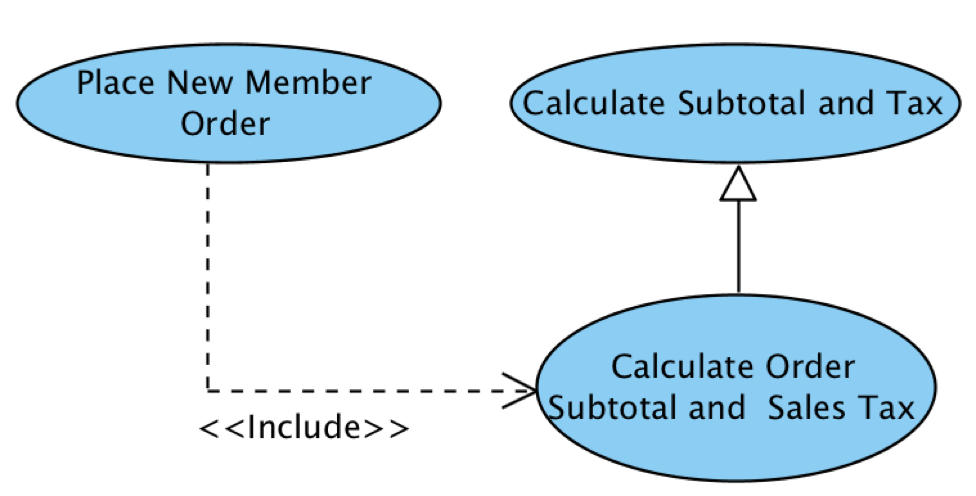 Place New Member
Order
Calculate Subtotal and Tax
Calculate Order
Subtotal and  Sales Tax
<<Include>>